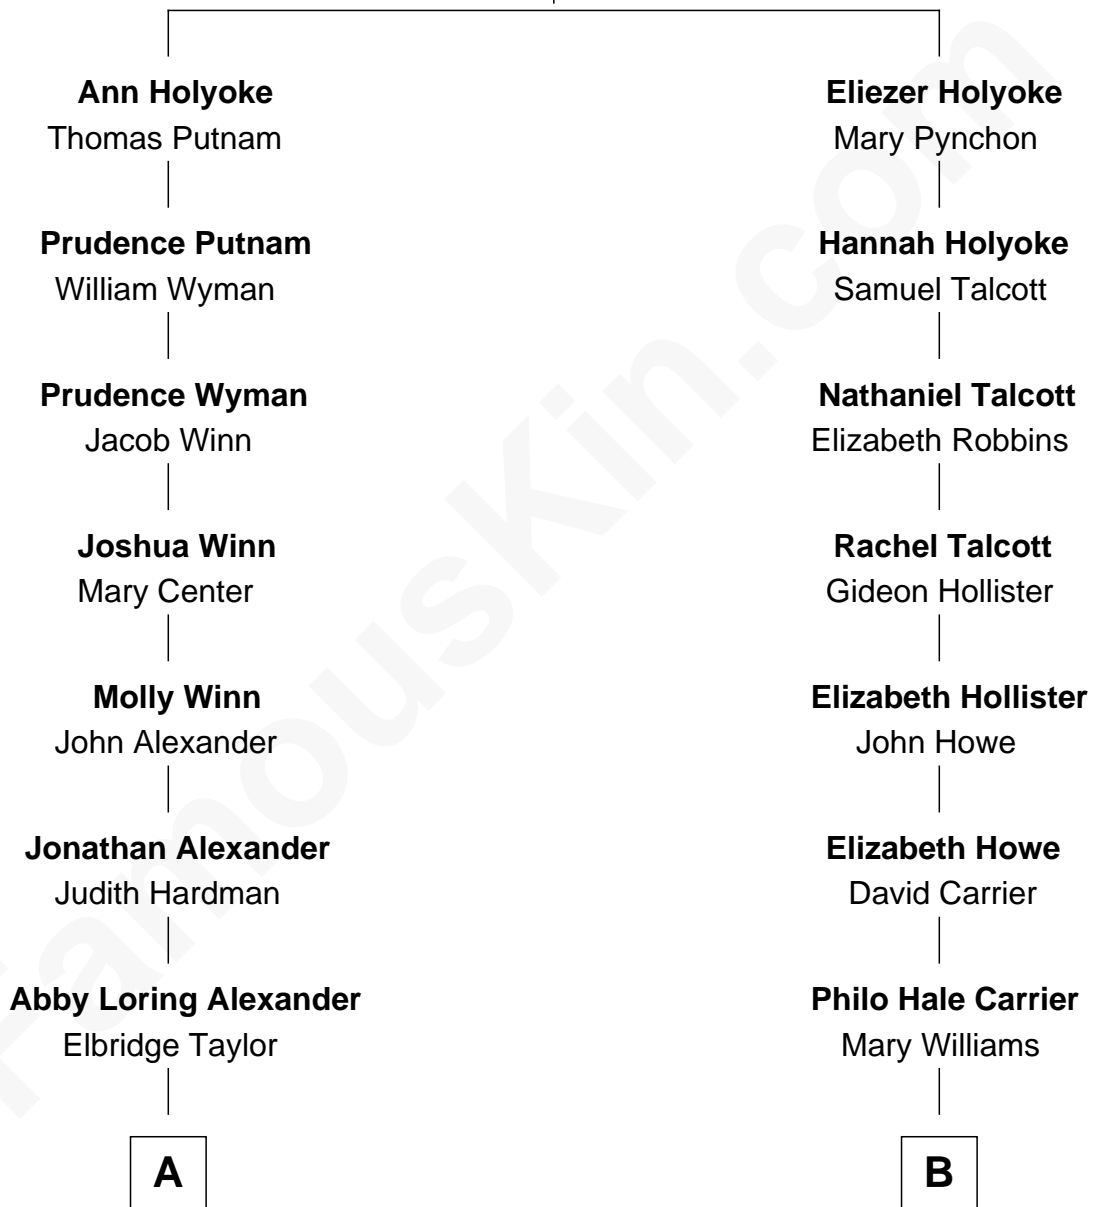 Ann Holyoke
Thomas Putnam
Eliezer Holyoke
Mary Pynchon
Prudence Putnam
William Wyman
Hannah Holyoke
Samuel Talcott
Prudence Wyman
Jacob Winn
Nathaniel Talcott
Elizabeth Robbins
Joshua Winn
Mary Center
Rachel Talcott
Gideon Hollister
Molly Winn
John Alexander
Elizabeth Hollister
John Howe
Jonathan Alexander
Judith Hardman
Elizabeth Howe
David Carrier
Abby Loring Alexander
Elbridge Taylor
Philo Hale Carrier
Mary Williams
A
B
FamousKin.com